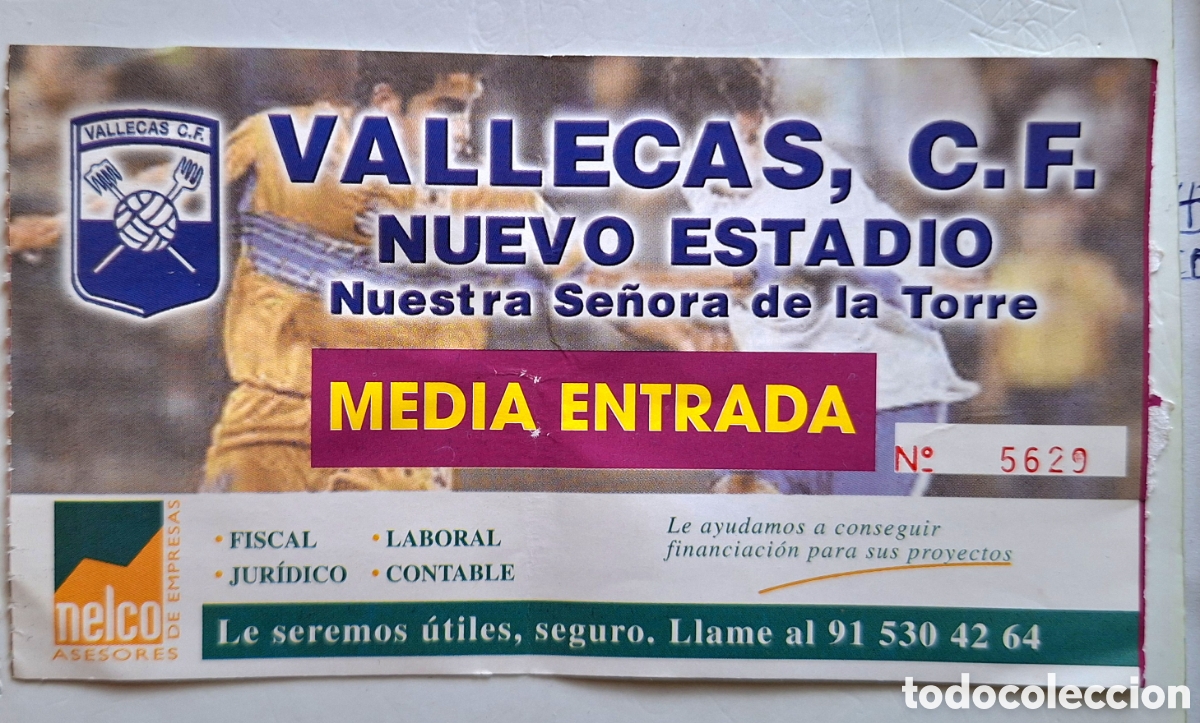 VALLECAS C.F.
VALLECAS, C.F.
NUEVO ESTADIO
Nuestra Señora de la Torre
MEDIA ENTRADA
Nº 5629
nelco
ASESORES
DE EMPRESAS
• FISCAL • LABORAL
• JURÍDICO • CONTABLE
Le ayudamos a conseguir
financiación para sus proyectos
Le seremos útiles, seguro. Llame al 91 530 42 64
todocoleccion